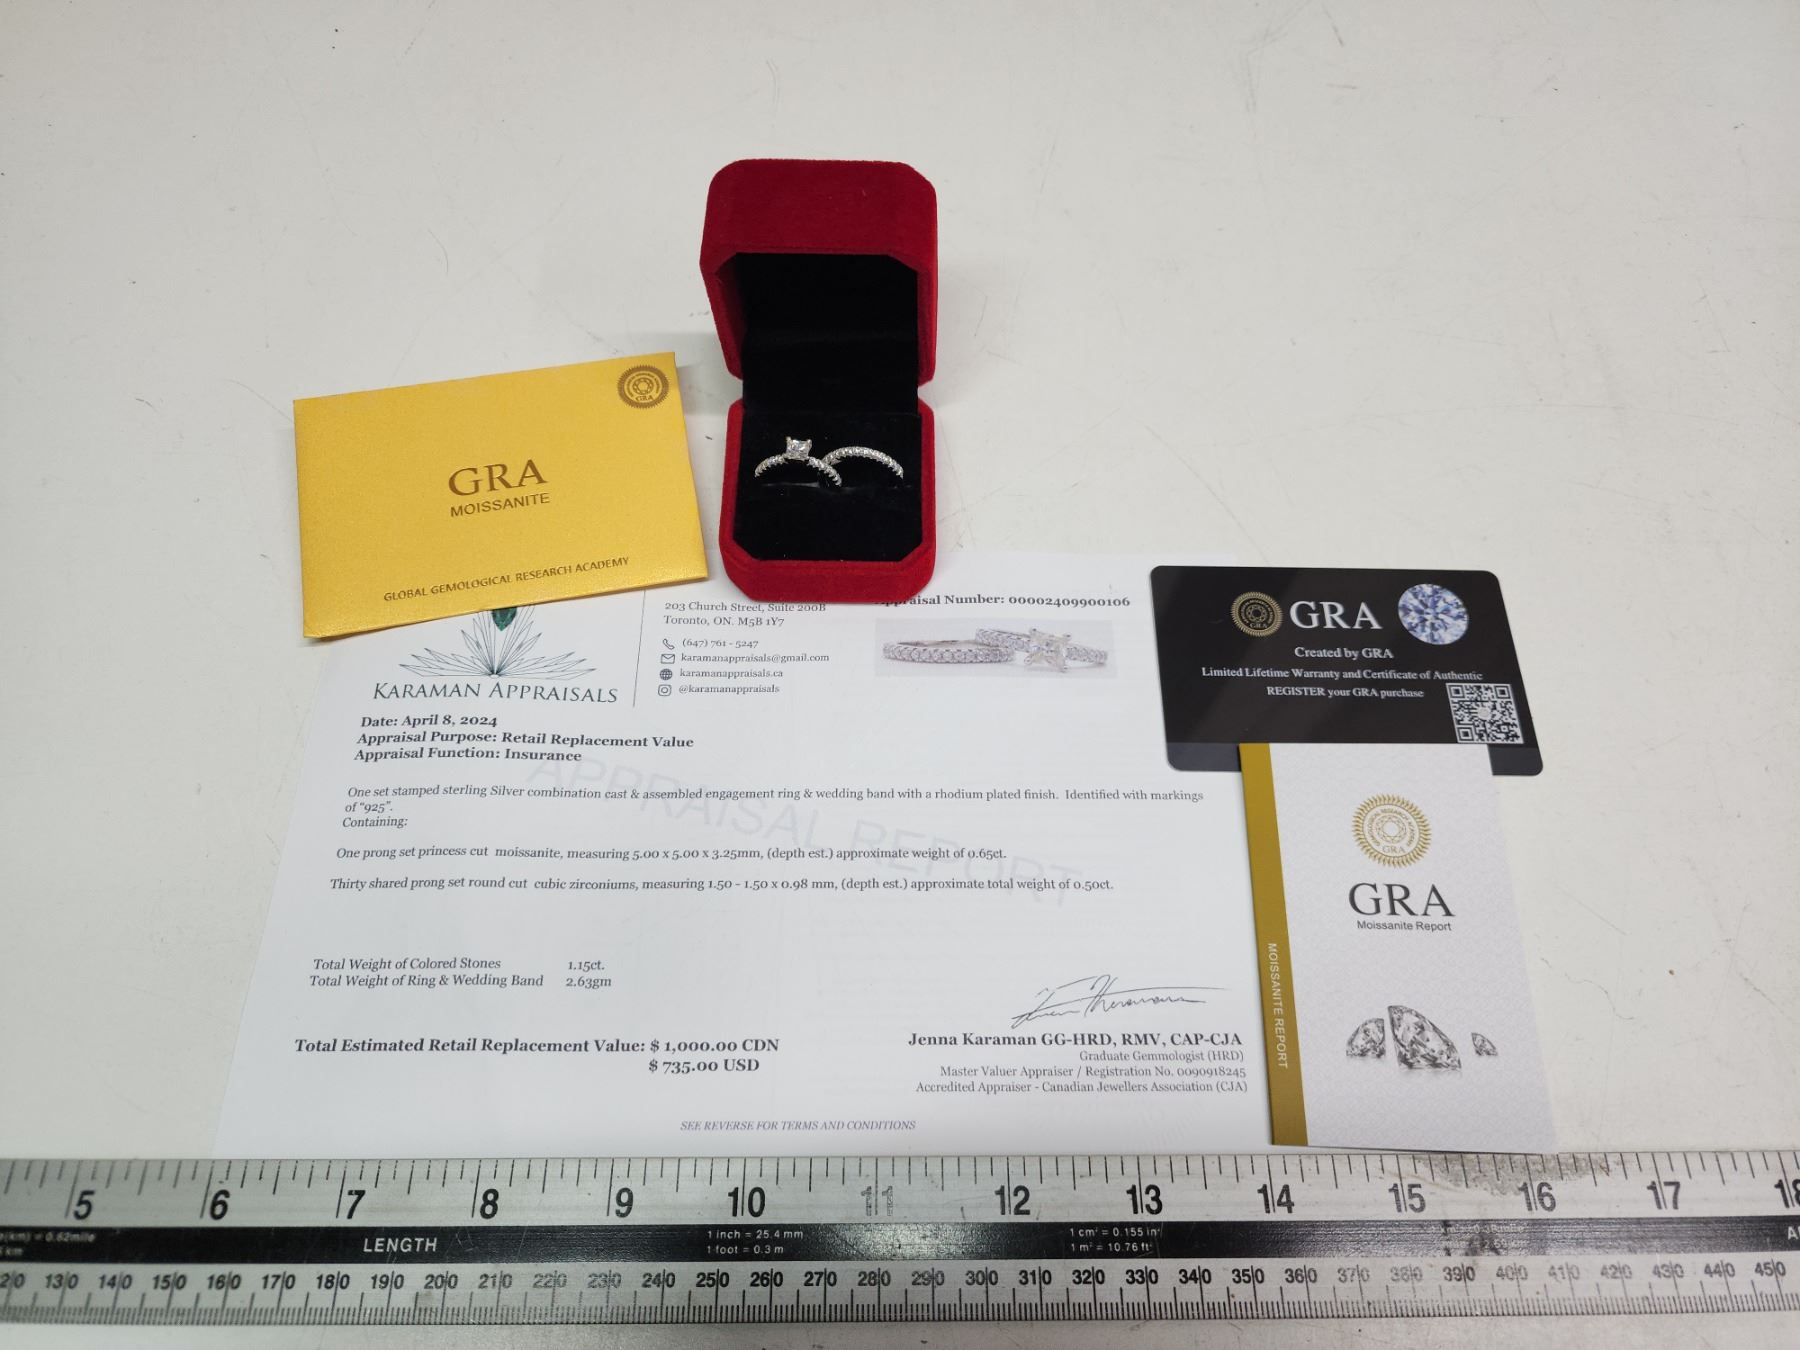 GRA
GRA
MOISSANITE
GLOBAL GEMOLOGICAL RESEARCH ACADEMY
KARAMAN APPRAISALS
203 Church Street, Suite 200B
Toronto, ON. M5B 1Y7
(647) 761 - 5247
karamanappraisals@gmail.com
karamanappraisals.ca
@karamanappraisals
Number: 00002409900106
Date: April 8, 2024
Appraisal Purpose: Retail Replacement Value
Appraisal Function: Insurance
APPRAISAL REPORT
One set stamped sterling Silver combination cast & assembled engagement ring & wedding band with a rhodium plated finish. Identified with markings
of "925".
Containing:
One prong set princess cut moissanite, measuring 5.00 x 5.00 x 3.25mm, (depth est.) approximate weight of 0.65ct.
Thirty shared prong set round cut cubic zirconiums, measuring 1.50 - 1.50 x 0.98 mm, (depth est.) approximate total weight of 0.50ct.
Total Weight of Colored Stones 1.15ct.
Total Weight of Ring & Wedding Band 2.63gm
Total Estimated Retail Replacement Value: $ 1,000.00 CDN
$ 735.00 USD
Jenna Karaman GG-HRD, RMV, CAP-CJA
Graduate Gemmologist (HRD)
Master Valuer Appraiser / Registration No. 0090918245
Accredited Appraiser - Canadian Jewellers Association (CJA)
SEE REVERSE FOR TERMS AND CONDITIONS
GRA
GRA
Created by GRA
Limited Lifetime Warranty and Certificate of Authentic
REGISTER your GRA purchase
GRA
GRA
Moissanite Report
MOISSANITE REPORT
5 6 7 8 9 10 11 12 13 14 15 16 17 18
LENGTH
1 inch = 25.4 mm
1 foot = 0.3 m
1 cm² = 0.155 in²
1 m² = 10.76 ft²
130 140 150 160 170 180 190 200 210 220 230 240 250 260 270 280 290 300 310 320 330 340 350 360 370 380 390 400 410 420 430 440 450